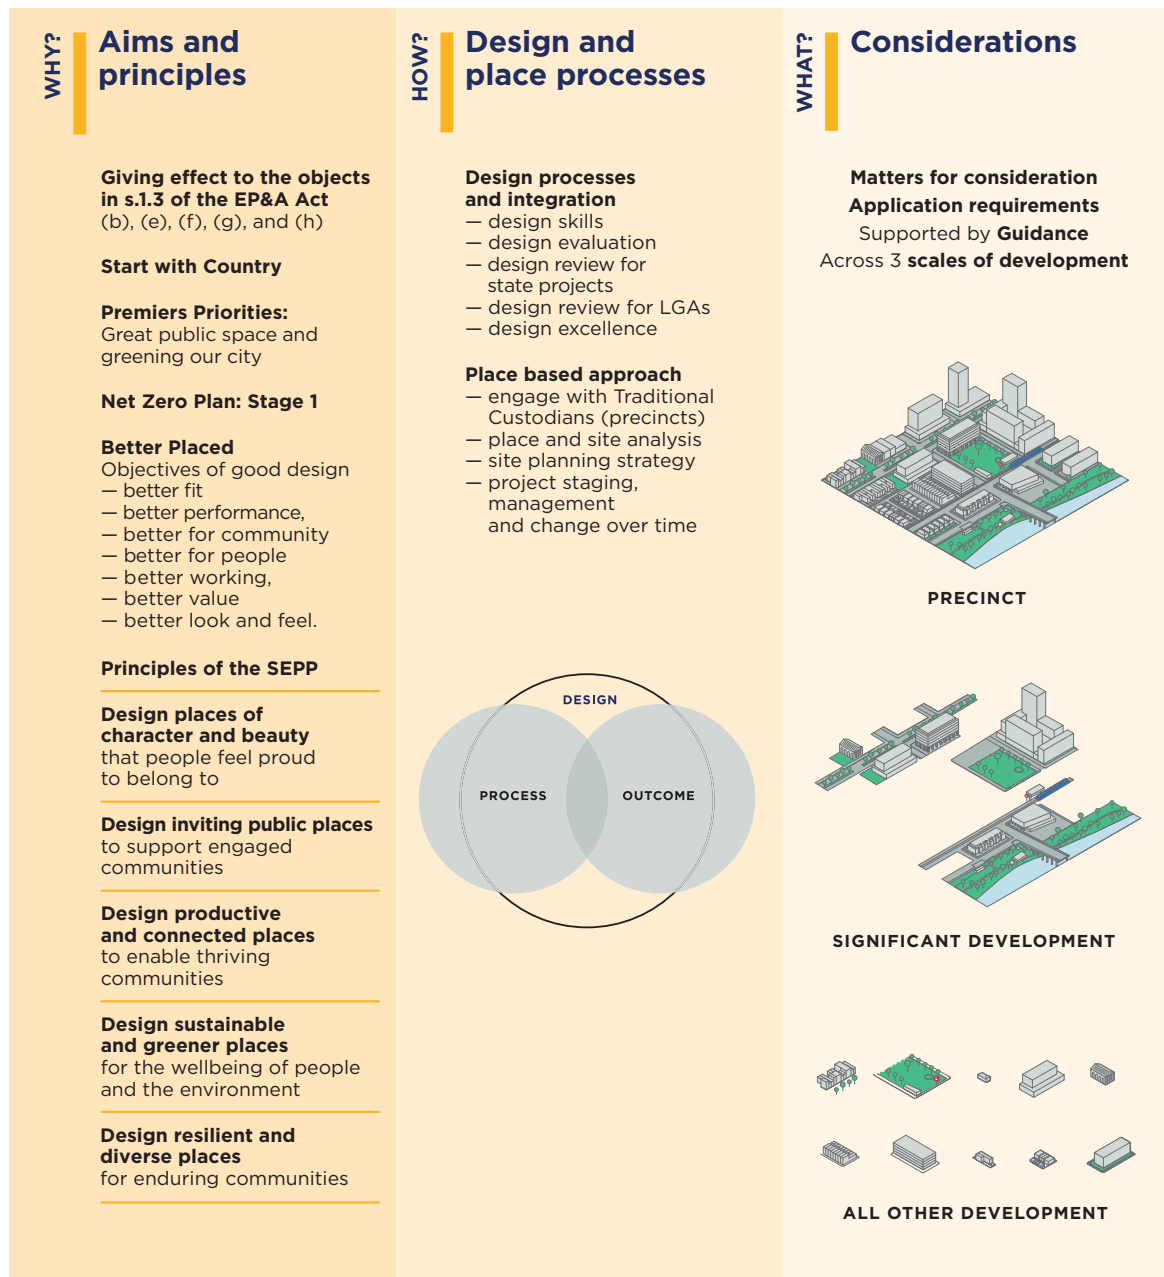 WHY?
Aims and
principles
Giving effect to the objects
in s.1.3 of the EP&A Act
(b), (e), (f), (g), and (h)
Start with Country
Premiers Priorities:
Great public space and
greening our city
Net Zero Plan: Stage 1
Better Placed
Objectives of good design
— better fit
— better performance,
— better for community
— better for people
— better working,
— better value
— better look and feel.
Principles of the SEPP
Design places of
character and beauty
that people feel proud
to belong to
Design inviting public places
to support engaged
communities
Design productive
and connected places
to enable thriving
communities
Design sustainable
and greener places
for the wellbeing of people
and the environment
Design resilient and
diverse places
for enduring communities
HOW?
Design and
place processes
Design processes
and integration
— design skills
— design evaluation
— design review for
state projects
— design review for LGAs
— design excellence
Place based approach
— engage with Traditional
Custodians (precincts)
— place and site analysis
— site planning strategy
— project staging,
management
and change over time
DESIGN
PROCESS
OUTCOME
WHAT?
Considerations
Matters for consideration
Application requirements
Supported by Guidance
Across 3 scales of development
PRECINCT
SIGNIFICANT DEVELOPMENT
ALL OTHER DEVELOPMENT